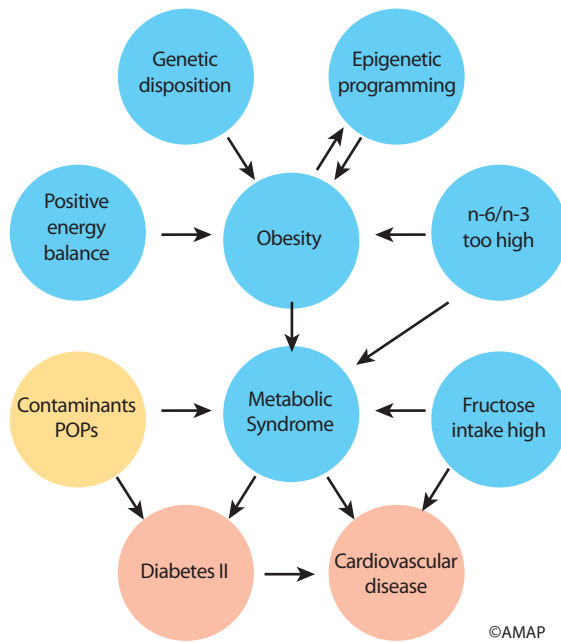 Genetic
disposition
Epigenetic
programming
Positive
energy
balance
Obesity
n-6/n-3
too high
Contaminants
POPs
Metabolic
Syndrome
Fructose
intake high
Diabetes II
Cardiovascular
disease
©AMAP